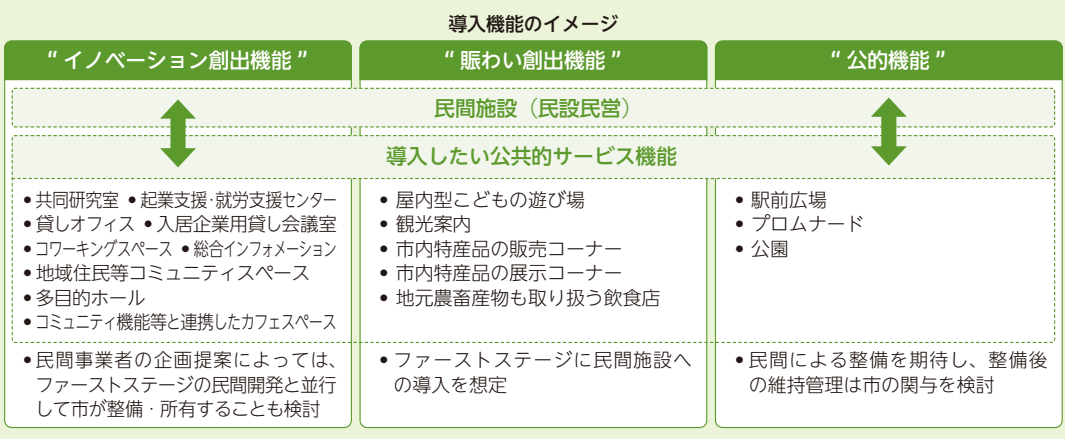 導入機能のイメージ
“ イノベーション創出機能 ”
“ 賑わい創出機能 ”
“ 公的機能 ”
民間施設（民設民営）
導入したい公共的サービス機能
•共同研究室 •起業支援・就労支援センター
•貸しオフィス •入居企業用貸し会議室
•コワーキングスペース •総合インフォメーション
•地域住民等コミュニティスペース
•多目的ホール
•コミュニティ機能等と連携したカフェスペース
• 屋内型こどもの遊び場
• 観光案内
• 市内特産品の販売コーナー
• 市内特産品の展示コーナー
• 地元農畜産物も取り扱う飲食店
• 駅前広場
• プロムナード
• 公園
•民間事業者の企画提案によっては、
ファーストステージの民間開発と並行
して市が整備・所有することも検討
•ファーストステージに民間施設へ
の導入を想定
•民間による整備を期待し、整備後
の維持管理は市の関与を検討